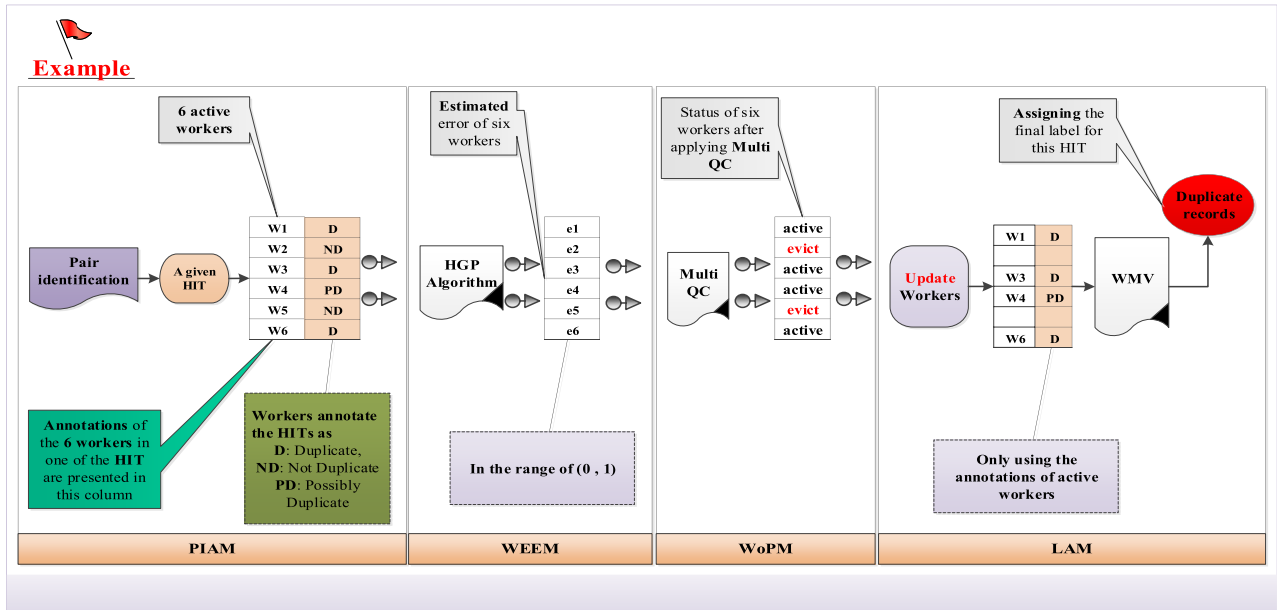 Example
6 active
workers
Pair
identification
A given
HIT
W1 D
W2 ND
W3 D
W4 PD
W5 ND
W6 D
Annotations of
the 6 workers in
one of the HIT
are presented in
this column
Workers annotate
the HITs as
D: Duplicate,
ND: Not Duplicate
PD: Possibly
Duplicate
PIAM
Estimated
error of six
workers
HGP
Algorithm
e1
e2
e3
e4
e5
e6
In the range of (0 , 1)
WEEM
Status of six
workers after
applying Multi
QC
Multi
QC
active
evict
active
active
evict
active
WoPM
Assigning the
final label for
this HIT
Duplicate
records
Update
Workers
W1 D
W3 D
W4 PD
W6 D
WMV
Only using the
annotations of active
workers
LAM